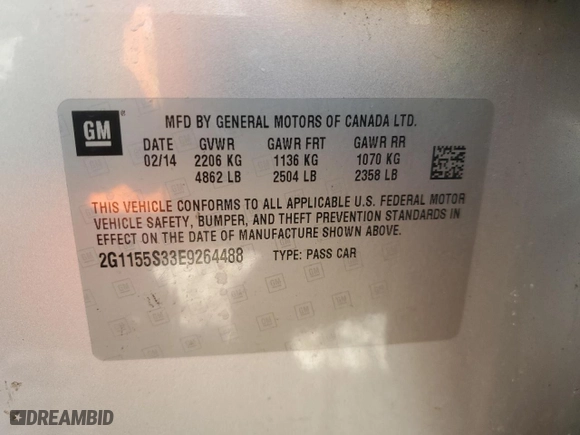 GM
MFD BY GENERAL MOTORS OF CANADA LTD.
DATE GVWR GAWR FRT GAWR RR
02/14 2206 KG 1136 KG 1070 KG
4862 LB 2504 LB 2358 LB
THIS VEHICLE CONFORMS TO ALL APPLICABLE U.S. FEDERAL MOTOR
VEHICLE SAFETY, BUMPER, AND THEFT PREVENTION STANDARDS IN
EFFECT ON THE DATE OF MANUFACTURE SHOWN ABOVE.
2G1155S33E9264488 TYPE: PASS CAR
DREAMBID